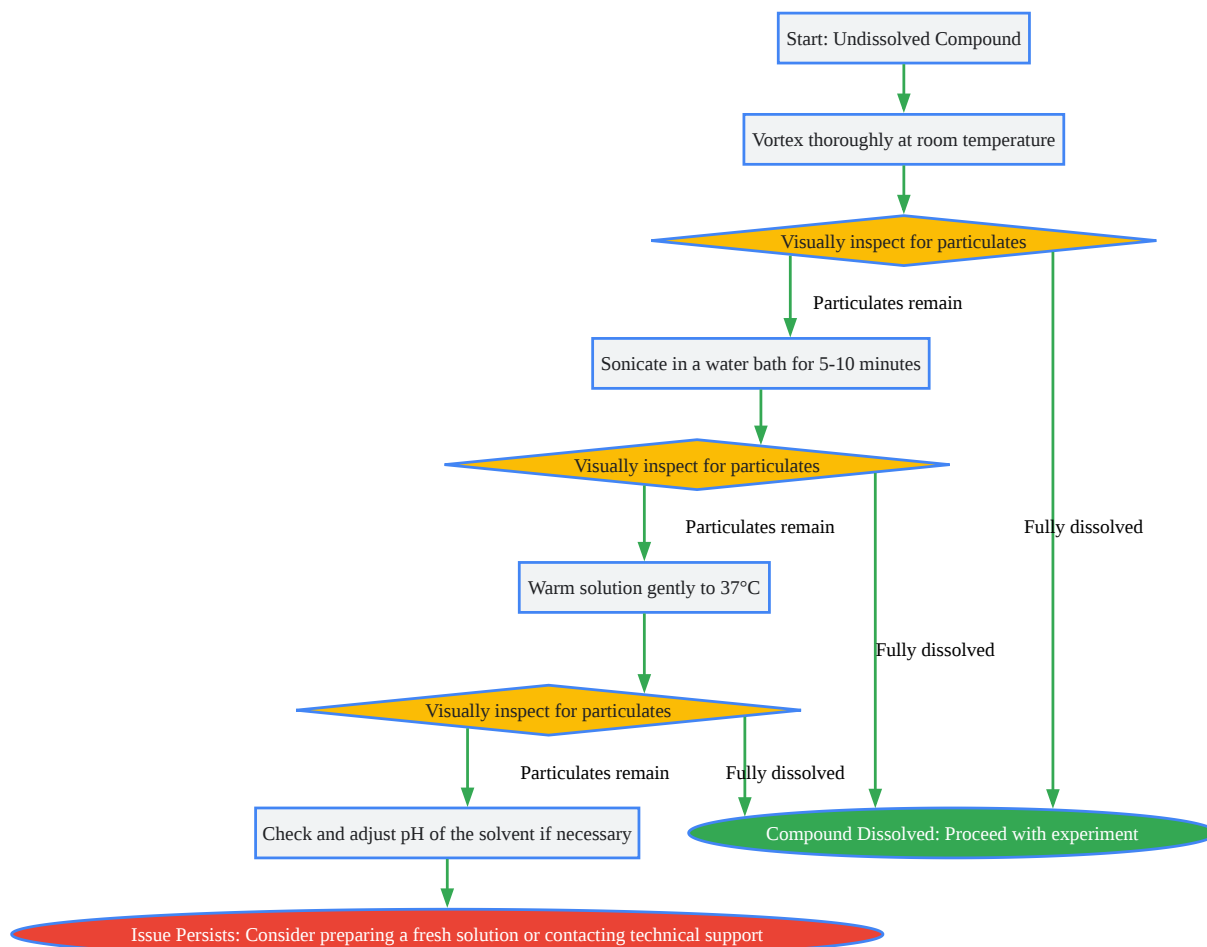 Start: Undissolved Compound
Vortex thoroughly at room temperature
Visually inspect for particulates
Particulates remain
Sonicate in a water bath for 5-10 minutes
Visually inspect for particulates
Particulates remain
Fully dissolved
Warm solution gently to 37°C
Fully dissolved
Visually inspect for particulates
Particulates remain
Fully dissolved
Check and adjust pH of the solvent if necessary
Compound Dissolved: Proceed with experiment
Issue Persists: Consider preparing a fresh solution or contacting technical support